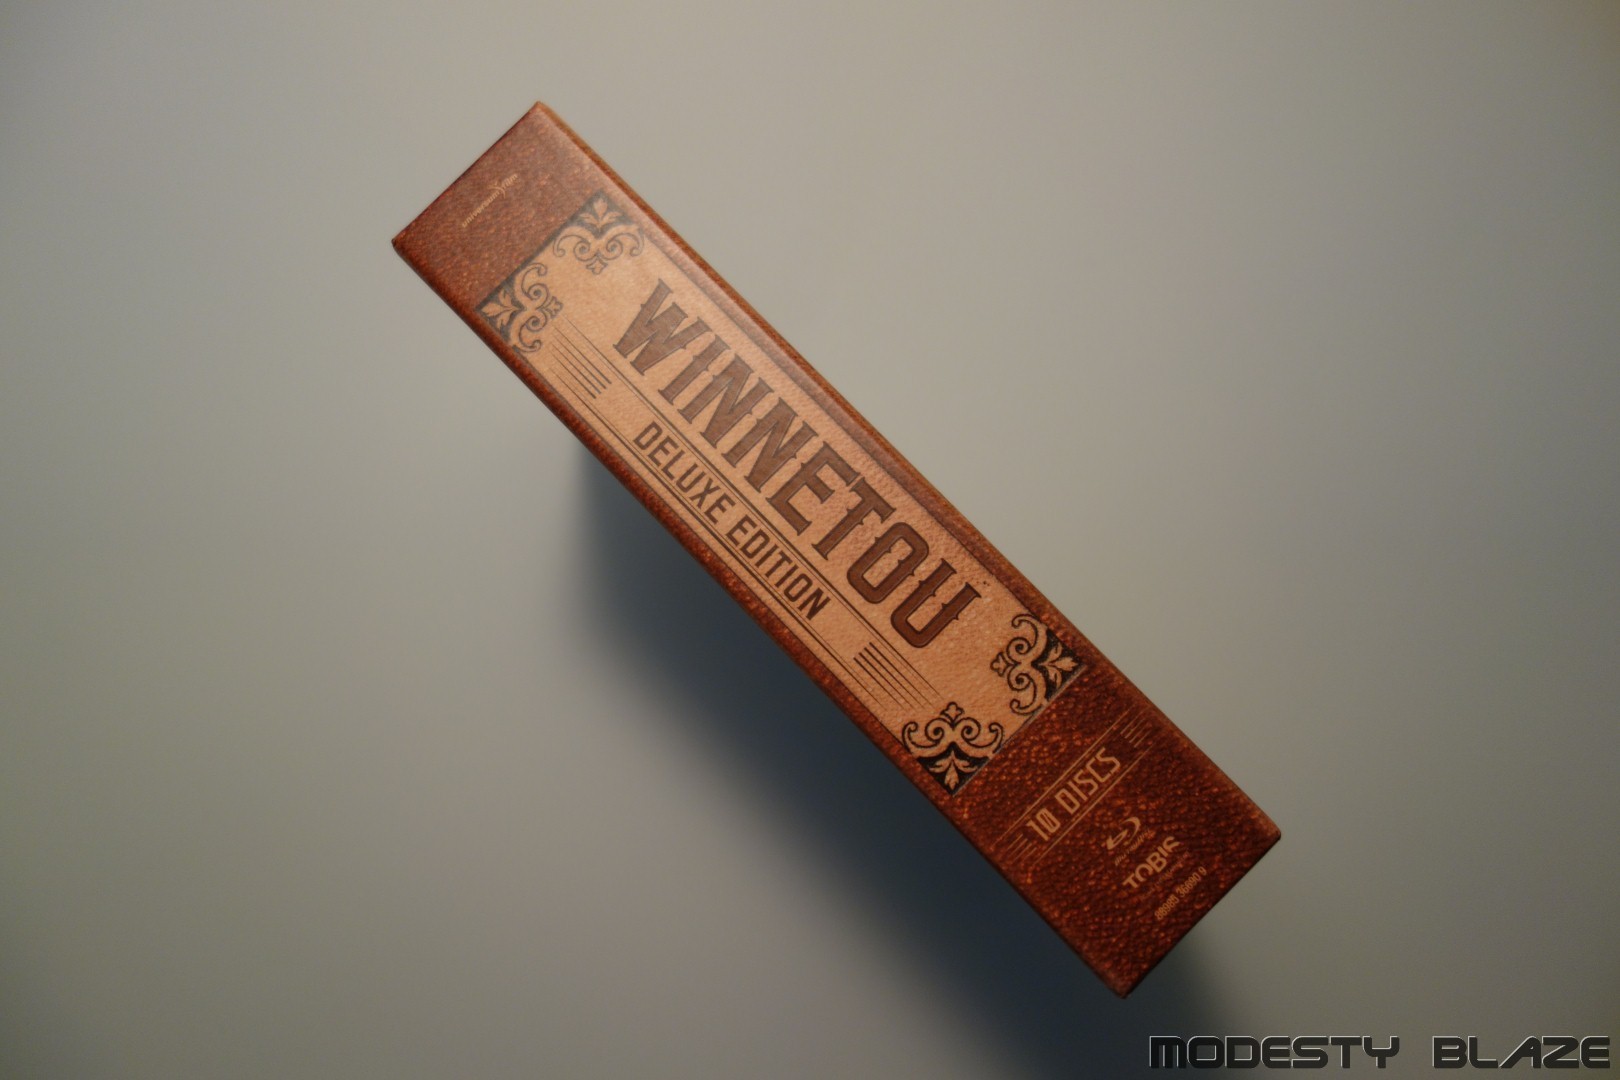 WINNETOU
DELUXE EDITION
10 DISCS
TOBIS
MODESTY BLAZE